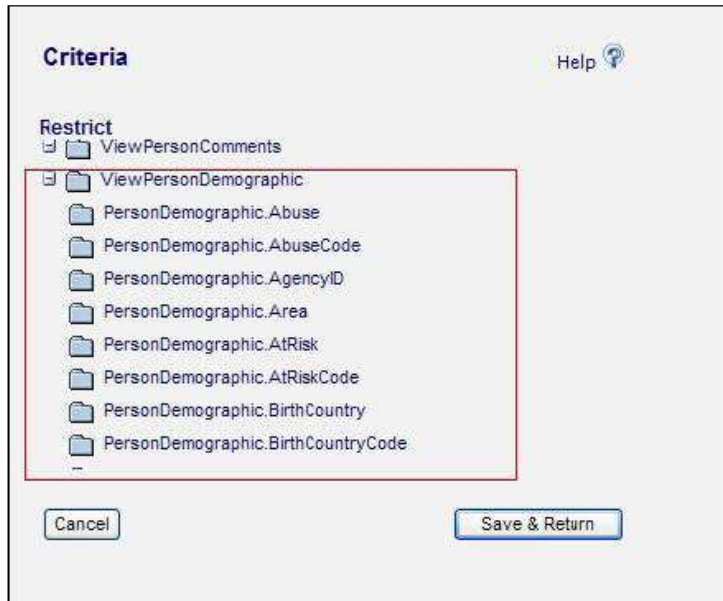 Criteria
Help
Restrict
ViewPersonComments
ViewPersonDemographic
PersonDemographic.Abuse
PersonDemographic.AbuseCode
PersonDemographic.AgencyID
PersonDemographic.Area
PersonDemographic.AtRisk
PersonDemographic.AtRiskCode
PersonDemographic.BirthCountry
PersonDemographic.BirthCountryCode
Cancel Save & Return